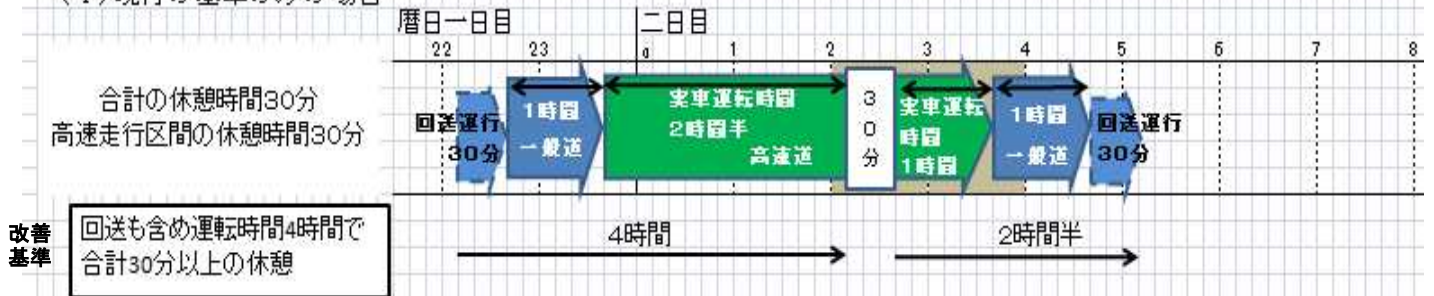 暦日一日目 二日目
22 23 0 1 2 3 4 5 6 7 8
合計の休憩時間30分
高速走行区間の休憩時間30分
回送運行
30分
1時間
一般道
実車運転時間
2時間半
高速道
30分
実車運転
時間
1時間
1時間
一般道
回送運行
30分
改善
基準
回送も含め運転時間4時間で
合計30分以上の休憩
4時間
2時間半